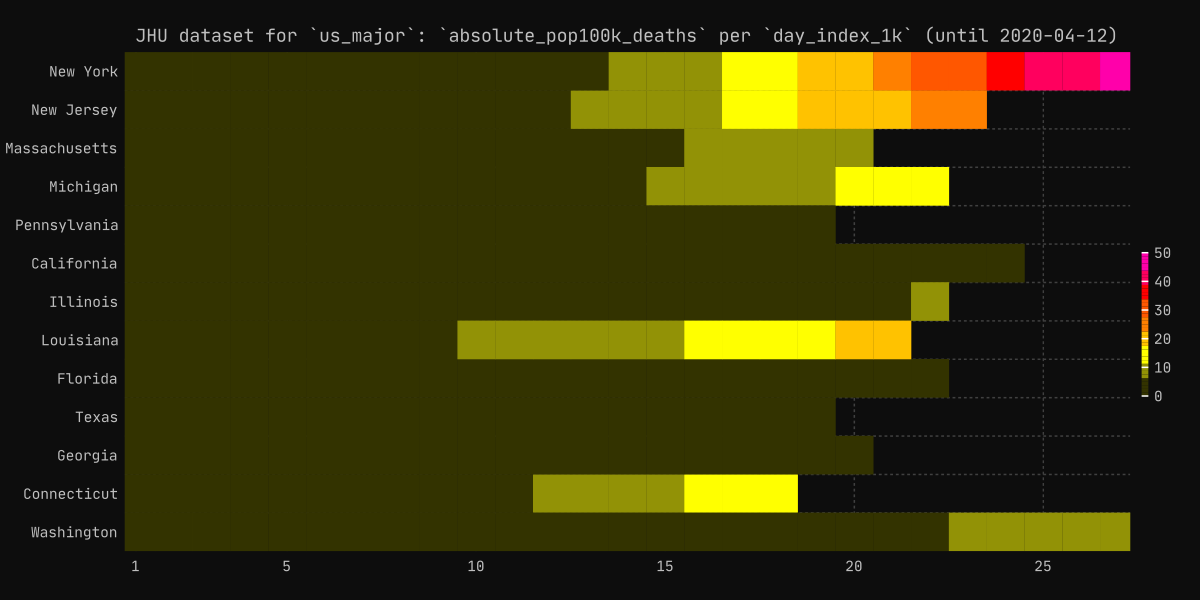 JHU dataset for `us_major`: `absolute_pop100k_deaths` per `day_index_1k` (until 2020-04-12)
New York
New Jersey
Massachusetts
Michigan
Pennsylvania
California
Illinois
Louisiana
Florida
Texas
Georgia
Connecticut
Washington
1 5 10 15 20 25
50
40
30
20
10
0